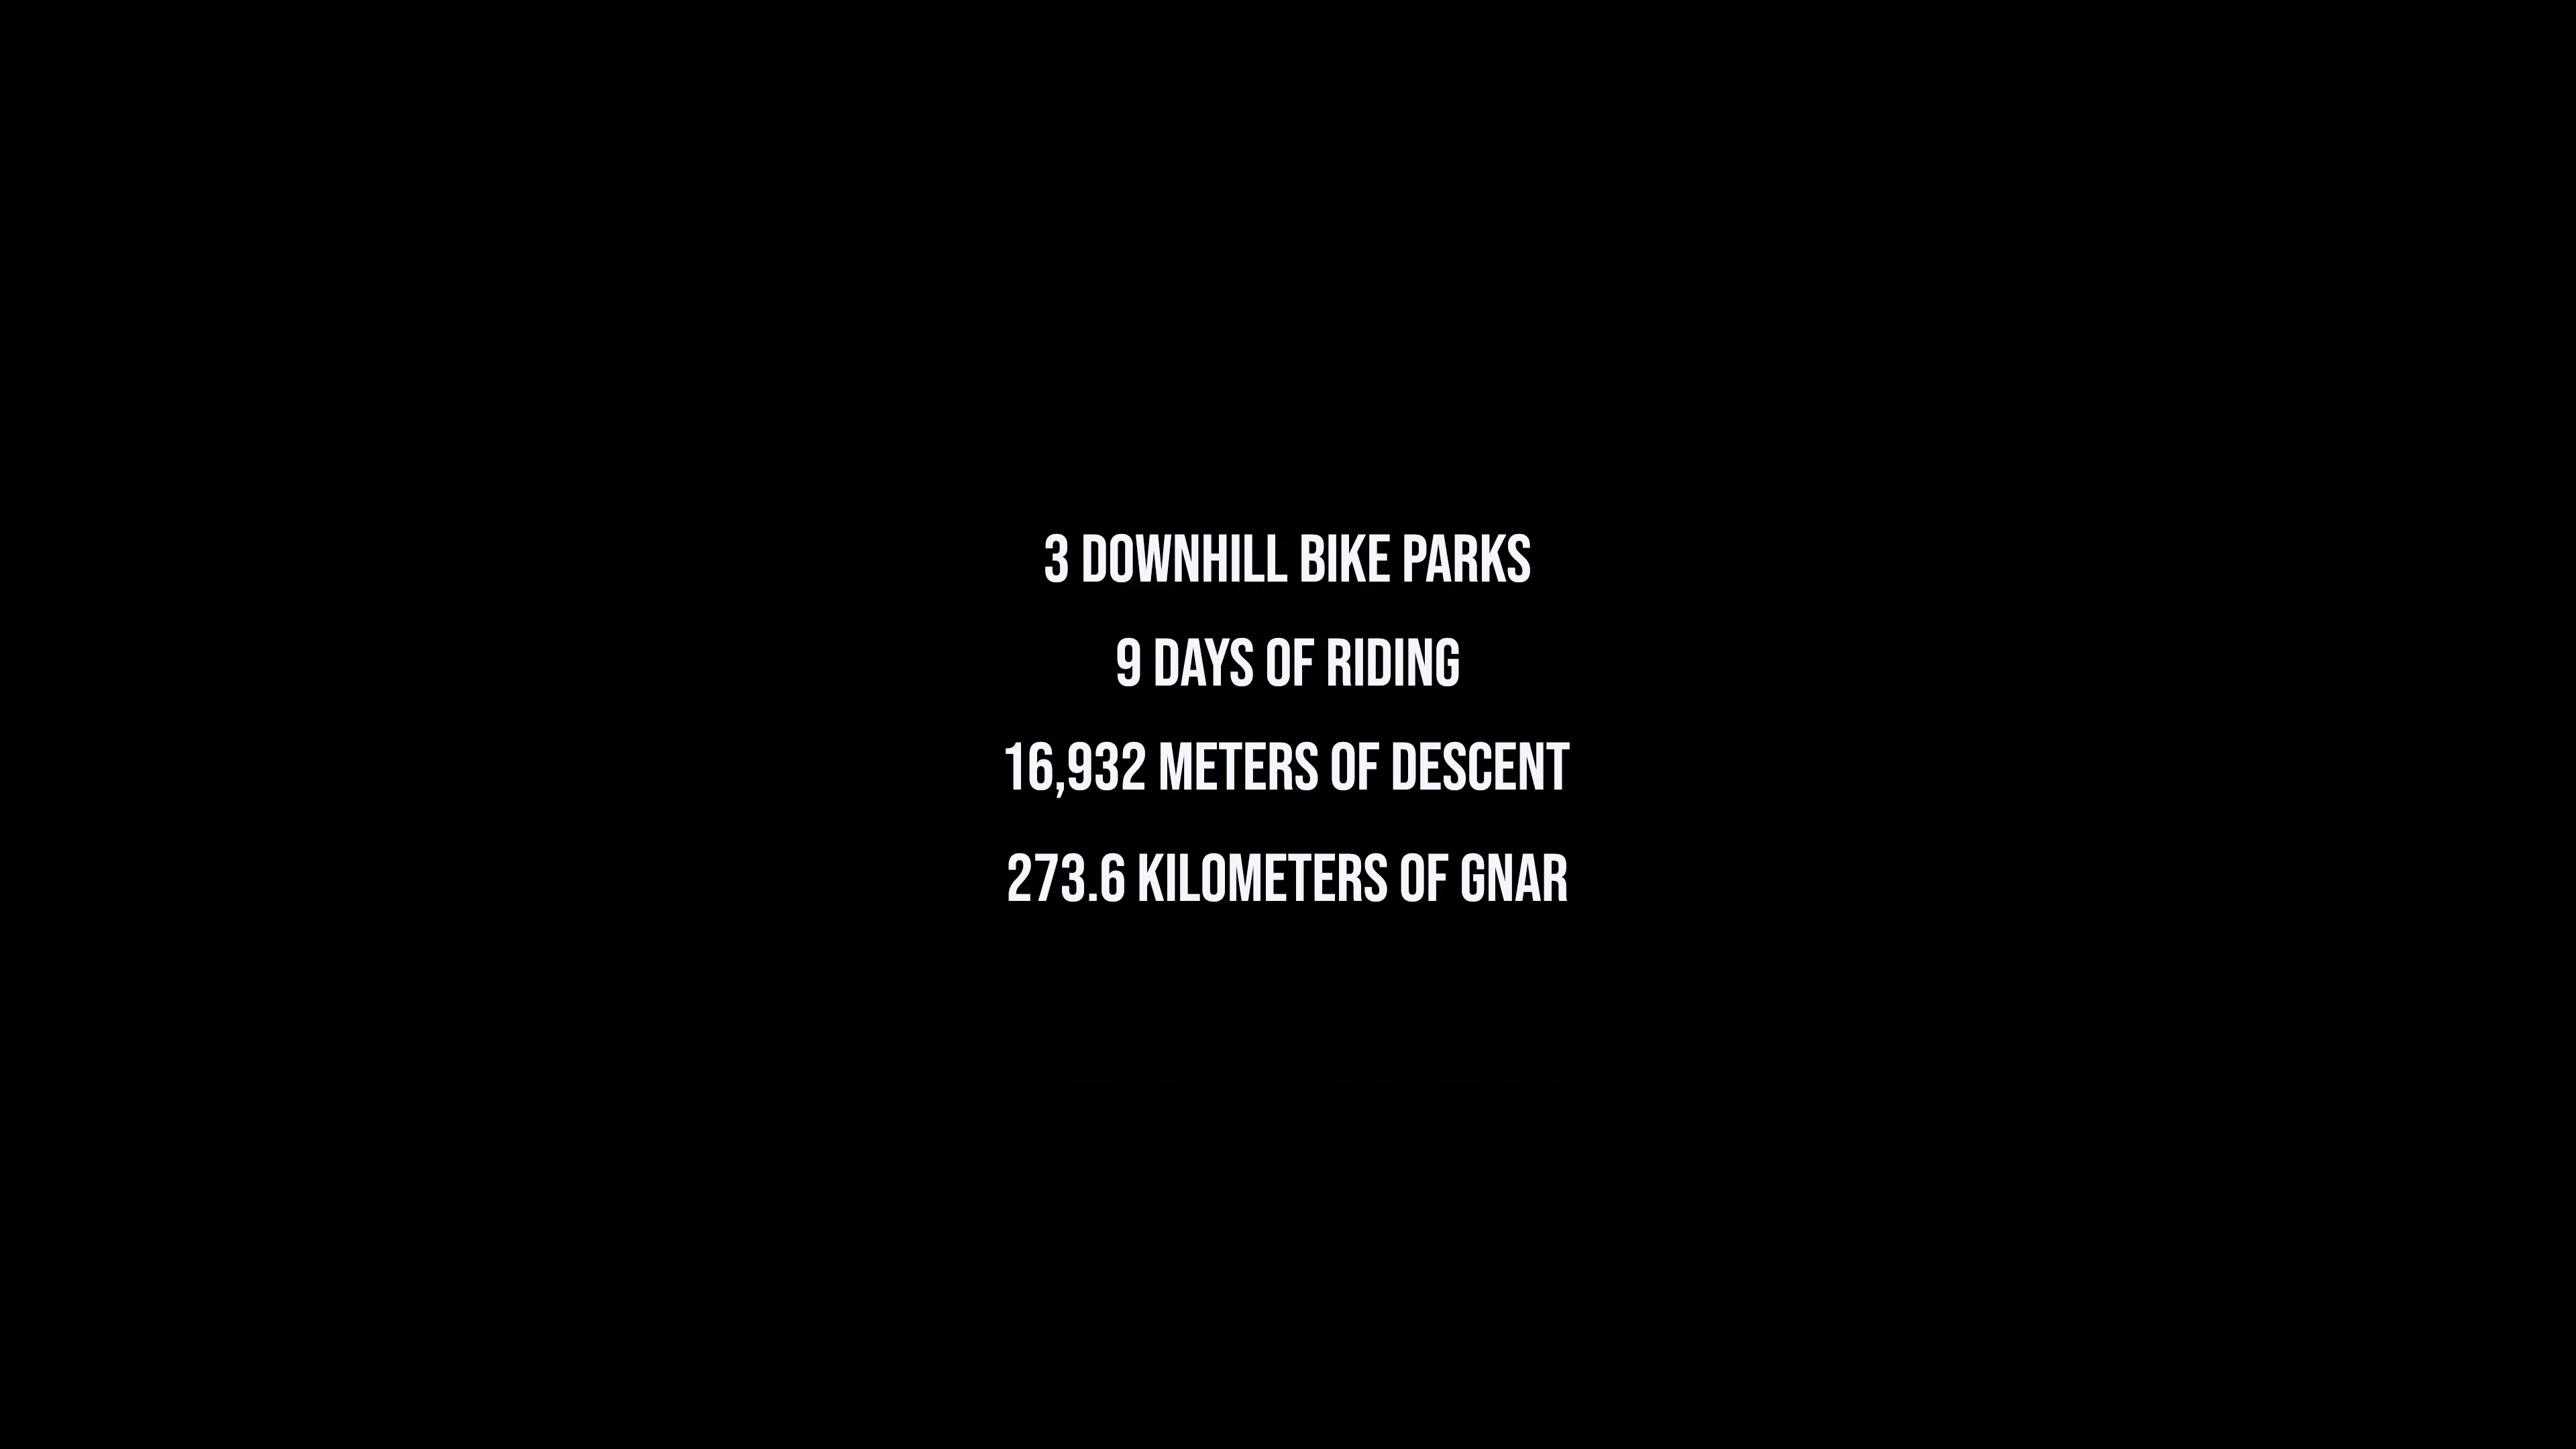 3 DOWNHILL BIKE PARKS
9 DAYS OF RIDING
16,932 METERS OF DESCENT
273.6 KILOMETERS OF GNAR